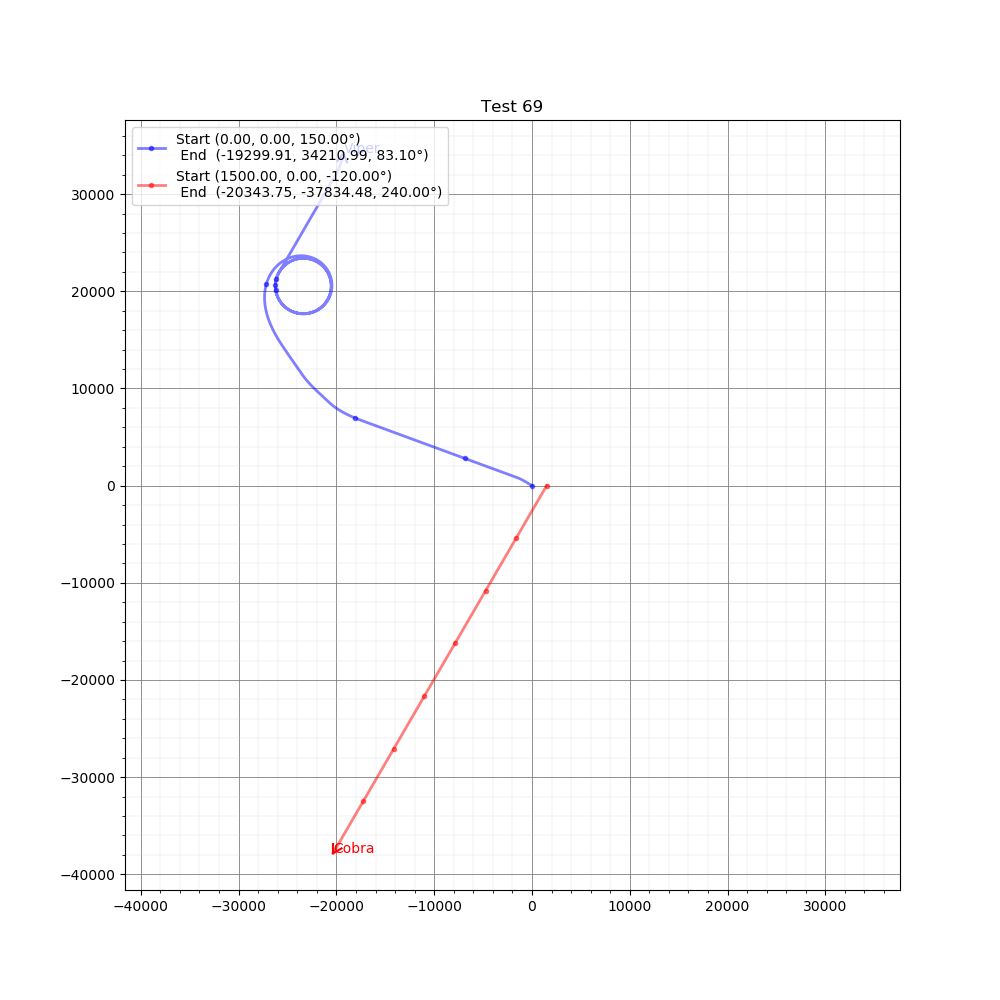 Test 69
Start (0.00, 0.00, 150.00°)
End (-19299.91, 34210.99, 83.10°)
Start (1500.00, 0.00, -120.00°)
End (-20343.75, -37834.48, 240.00°)
Viper
30000
20000
10000
0
−10000
−20000
−30000
−40000
Cobra
−40000 −30000 −20000 −10000 0 10000 20000 30000